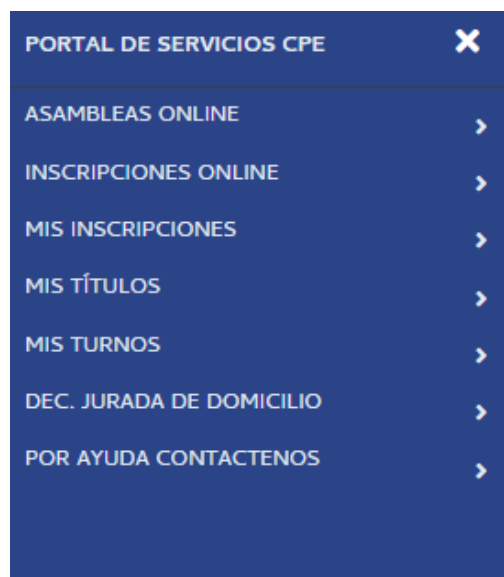 PORTAL DE SERVICIOS CPE
ASAMBLEAS ONLINE
INSCRIPCIONES ONLINE
MIS INSCRIPCIONES
MIS TÍTULOS
MIS TURNOS
DEC. JURADA DE DOMICILIO
POR AYUDA CONTACTENOS